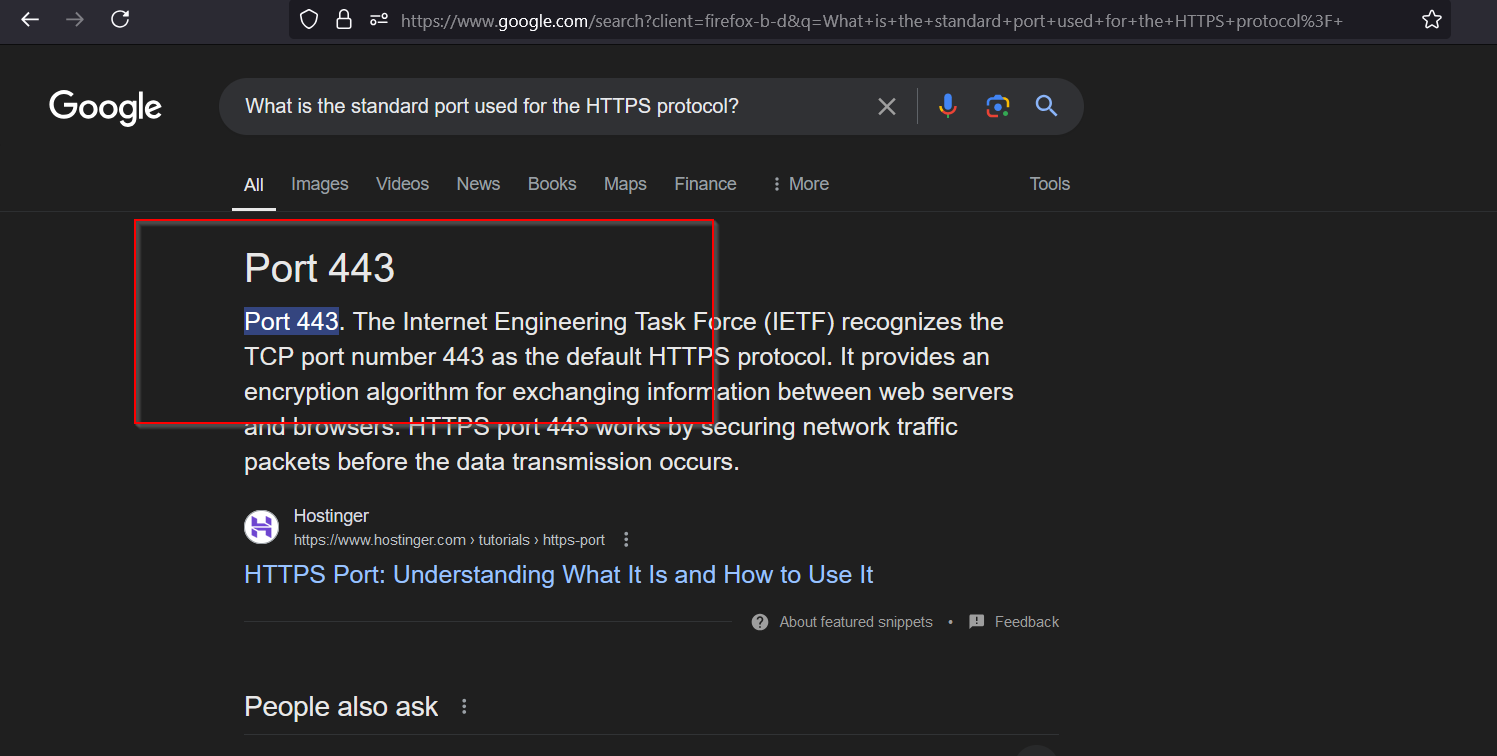 https://www.google.com/search?client=firefox-b-d&q=What+is+the+standard+port+used+for+the+HTTPS+protocol%3F+
Google
What is the standard port used for the HTTPS protocol?
All Images Videos News Books Maps Finance More Tools
Port 443
Port 443. The Internet Engineering Task Force (IETF) recognizes the
TCP port number 443 as the default HTTPS protocol. It provides an
encryption algorithm for exchanging information between web servers
and browsers. HTTPS port 443 works by securing network traffic
packets before the data transmission occurs.
Hostinger
https://www.hostinger.com › tutorials › https-port
HTTPS Port: Understanding What It Is and How to Use It
About featured snippets • Feedback
People also ask